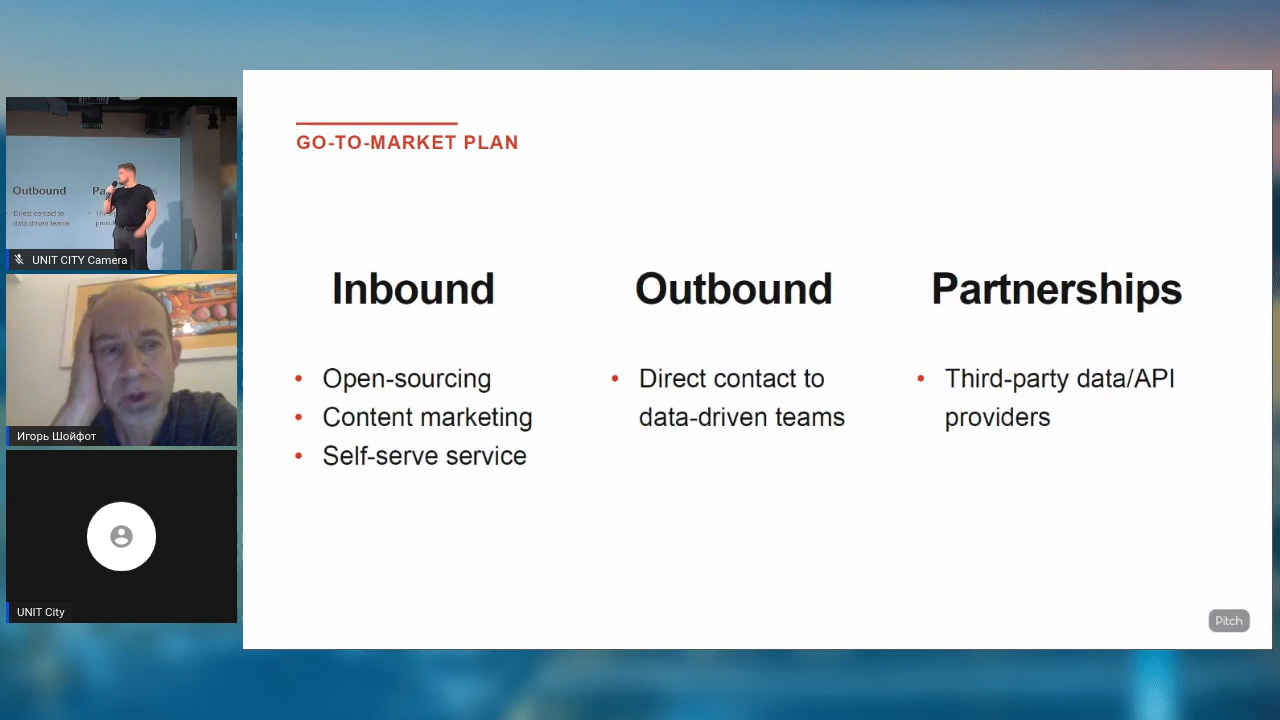 GO-TO-MARKET PLAN
Inbound
Outbound
Partnerships
• Open-sourcing
• Content marketing
• Self-serve service
• Direct contact to
data-driven teams
• Third-party data/API
providers
Pitch
Outbound
Direct contact to
data-driven teams
UNIT CITY Camera
Игорь Шойфот
UNIT City